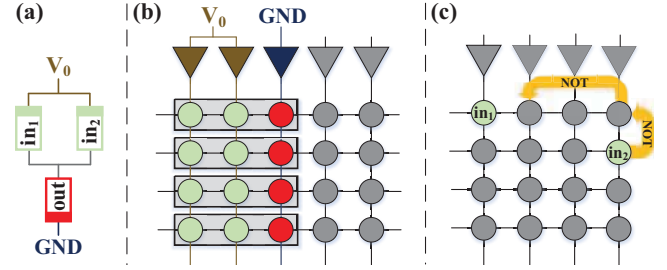 (a)
V₀
in₁
in₂
out
GND
(b)
V₀
GND
(c)
NOT
in₁
NOT
in₂